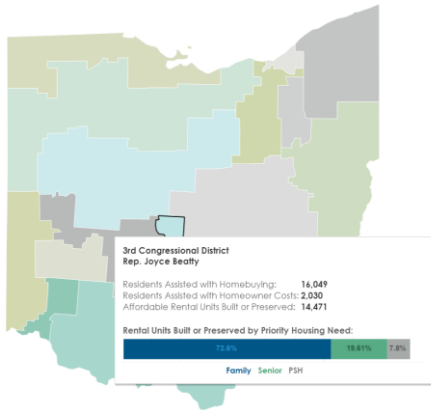 3rd Congressional District
Rep. Joyce Beatty
Residents Assisted with Homebuying: 16,049
Residents Assisted with Homeowner Costs: 2,030
Affordable Rental Units Built or Preserved: 14,471
Rental Units Built or Preserved by Priority Housing Need:
72.6% 19.61% 7.8%
Family Senior PSH